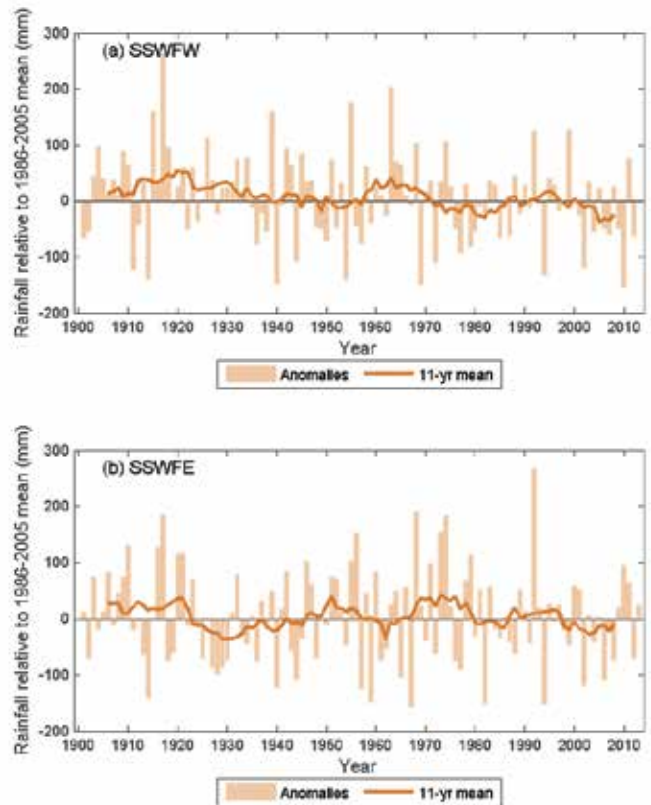 (a) SSWFW
Rainfall relative to 1986-2005 mean (mm)
300
200
100
0
-100
-200
1900 1910 1920 1930 1940 1950 1960 1970 1980 1990 2000 2010
Year
Anomalies 11-yr mean
(b) SSWFE
Rainfall relative to 1986-2005 mean (mm)
300
200
100
0
-100
-200
1900 1910 1920 1930 1940 1950 1960 1970 1980 1990 2000 2010
Year
Anomalies 11-yr mean